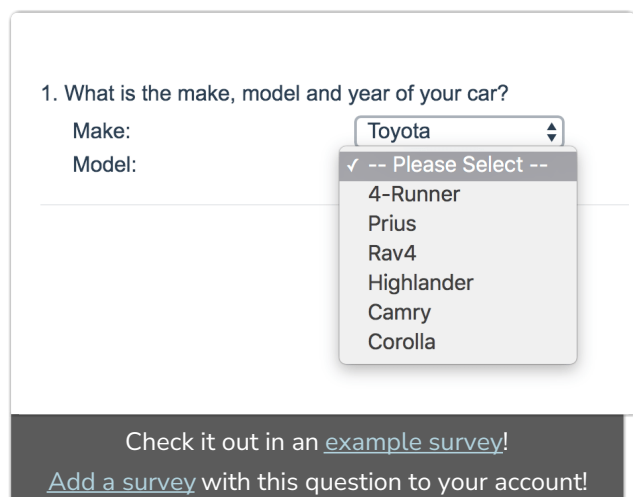 1. What is the make, model and year of your car?
Make: Toyota
Model: ✓ -- Please Select --
4-Runner
Prius
Rav4
Highlander
Camry
Corolla
Check it out in an example survey!
Add a survey with this question to your account!